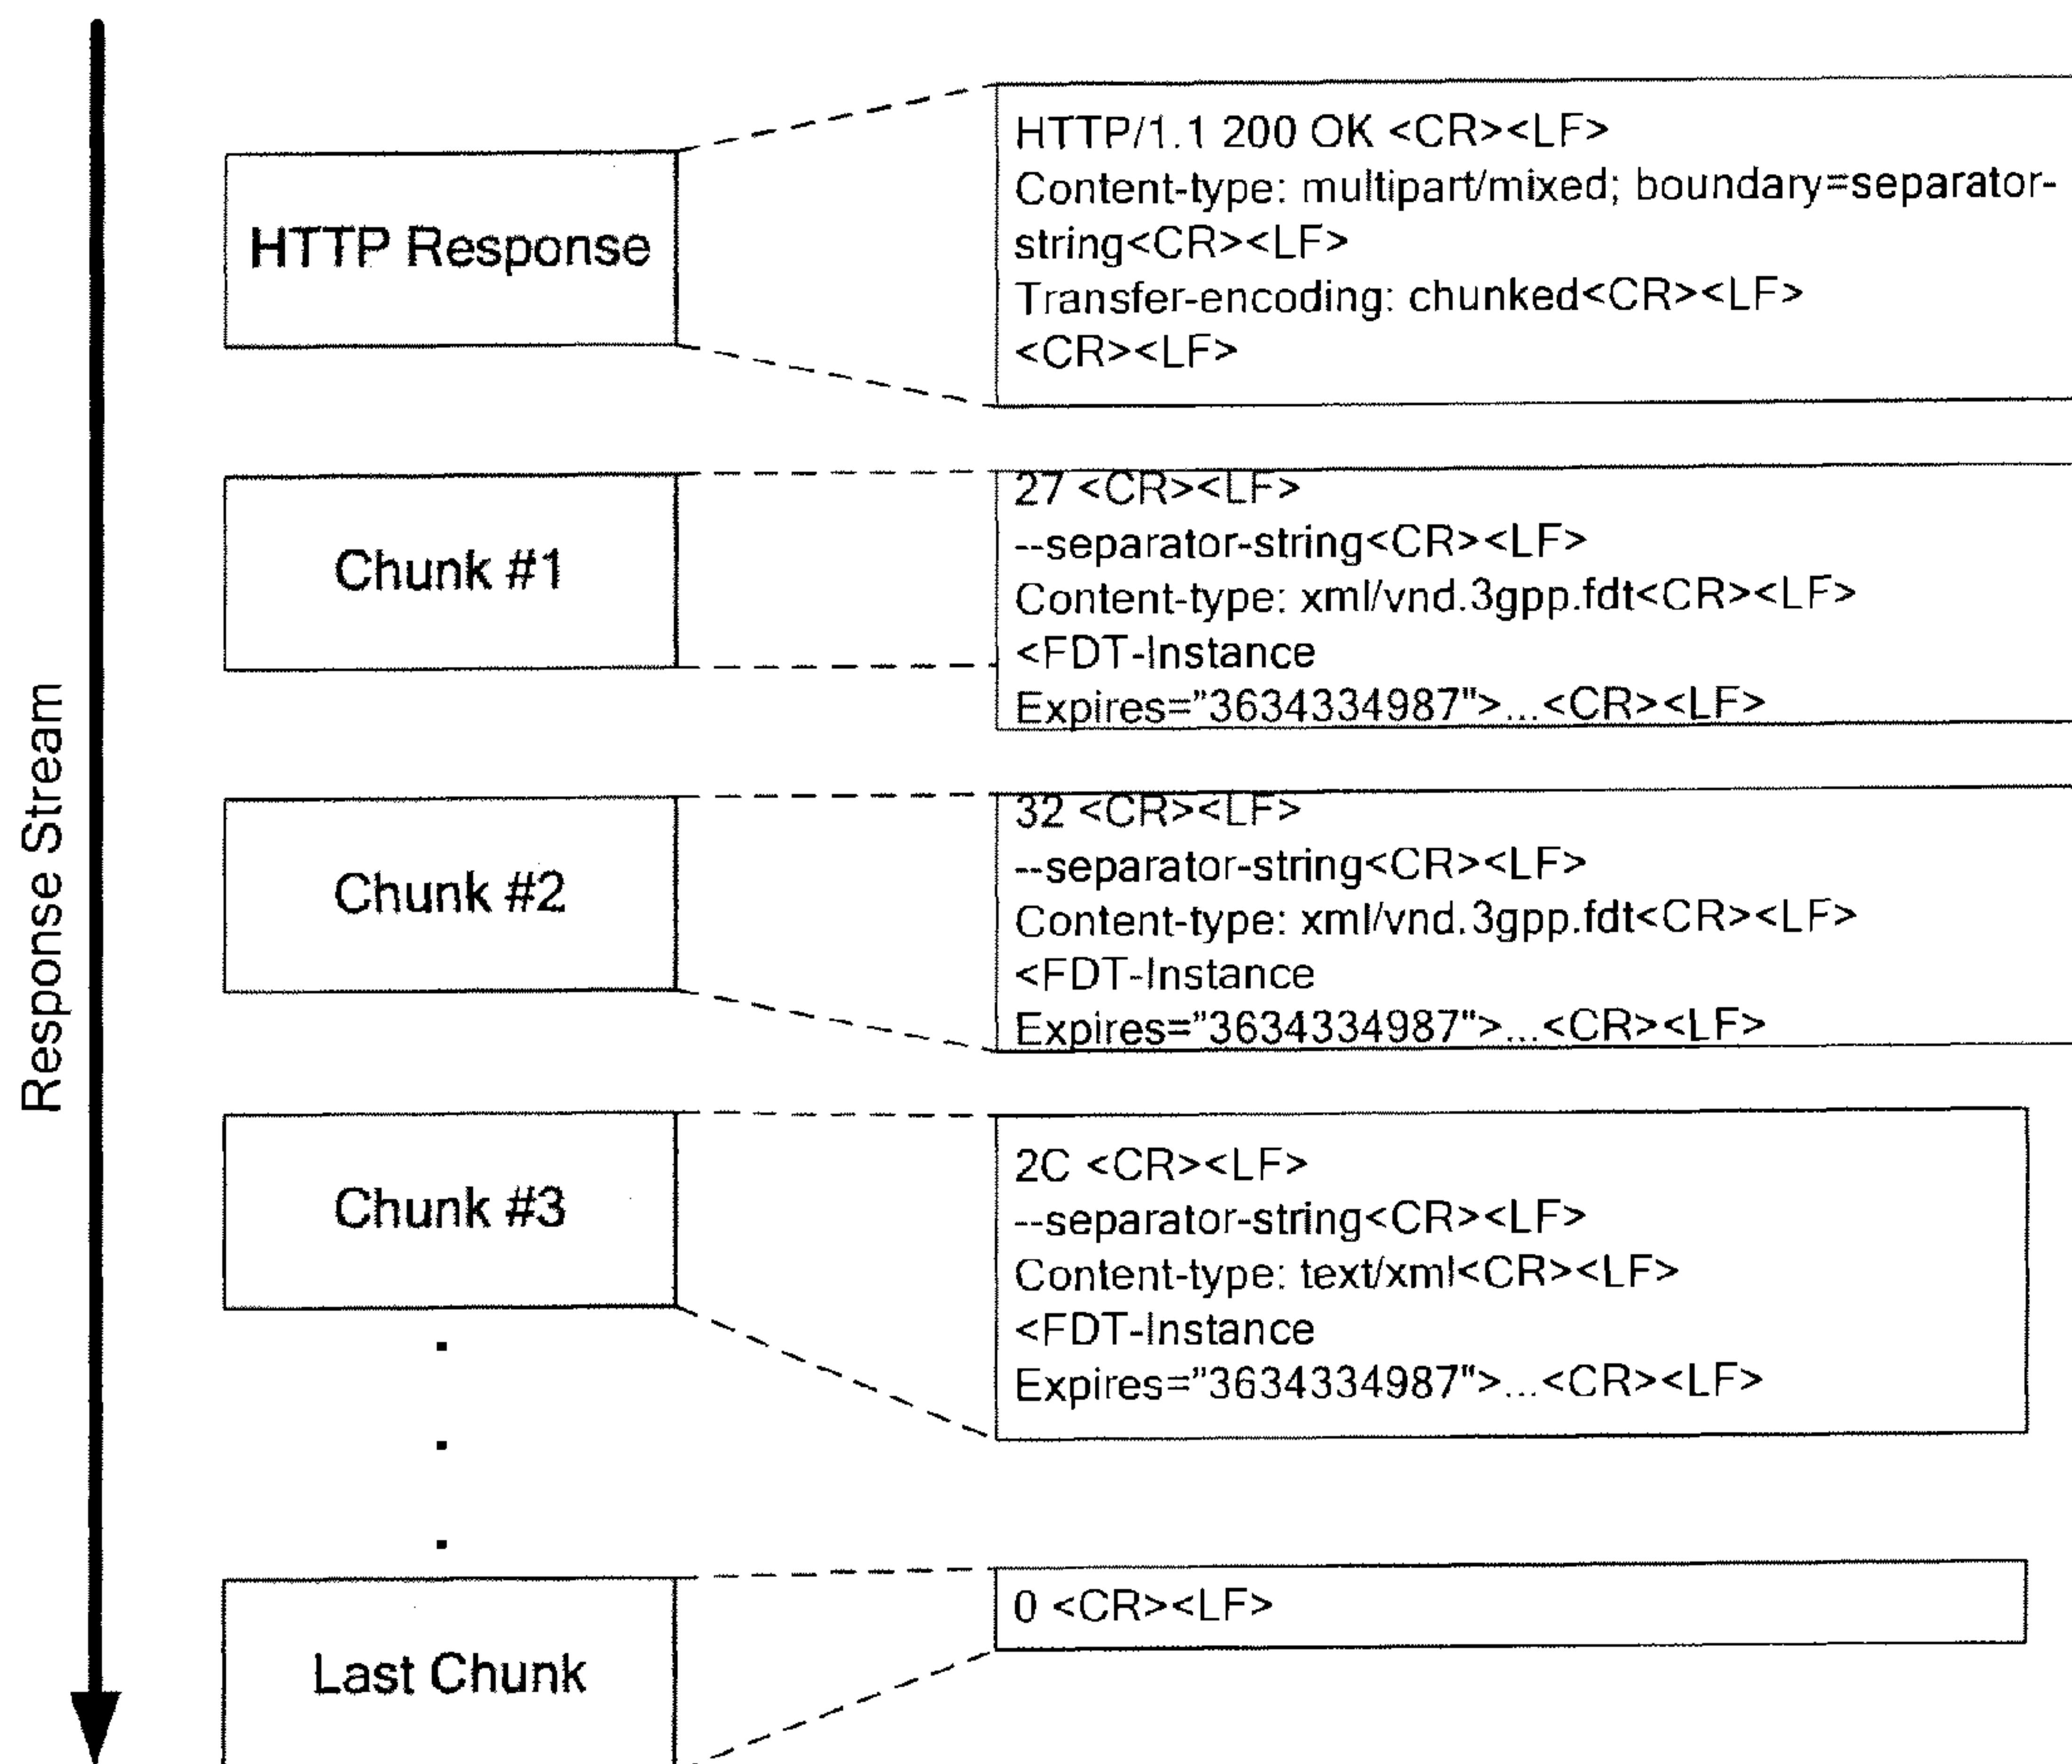 Response Stream
HTTP Response
HTTP/1.1 200 OK <CR><LF>
Content-type: multipart/mixed; boundary=separator-
string<CR><LF>
Transfer-encoding: chunked<CR><LF>
<CR><LF>
Chunk #1
27 <CR><LF>
--separator-string<CR><LF>
Content-type: xml/vnd.3gpp.fdt<CR><LF>
<FDT-Instance
Expires="3634334987">...<CR><LF>
Chunk #2
32 <CR><LF>
--separator-string<CR><LF>
Content-type: xml/vnd.3gpp.fdt<CR><LF>
<FDT-Instance
Expires="3634334987">...<CR><LF>
Chunk #3
2C <CR><LF>
--separator-string<CR><LF>
Content-type: text/xml<CR><LF>
<FDT-Instance
Expires="3634334987">...<CR><LF>
Last Chunk
0 <CR><LF>